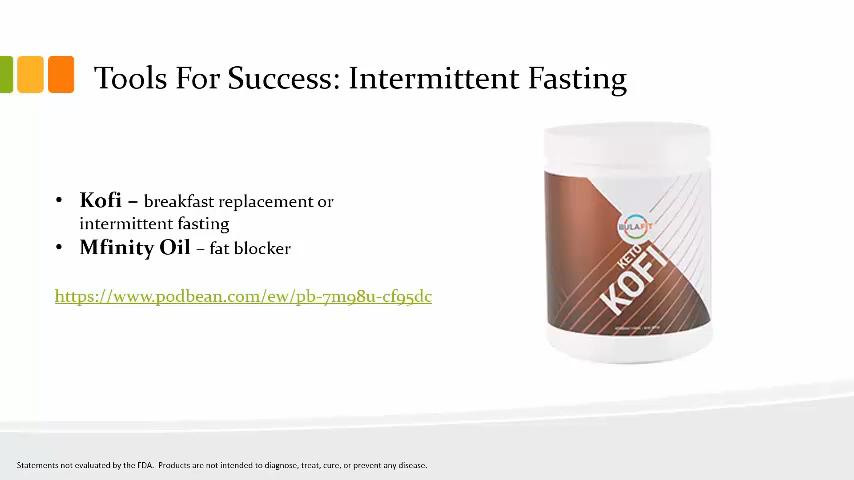 Tools For Success: Intermittent Fasting
• Kofi – breakfast replacement or
intermittent fasting
• Mfinity Oil – fat blocker
https://www.podbean.com/ew/pb-7m98u-cf95dc
BULAFIT
KETO
KOFI
Statements not evaluated by the FDA. Products are not intended to diagnose, treat, cure, or prevent any disease.